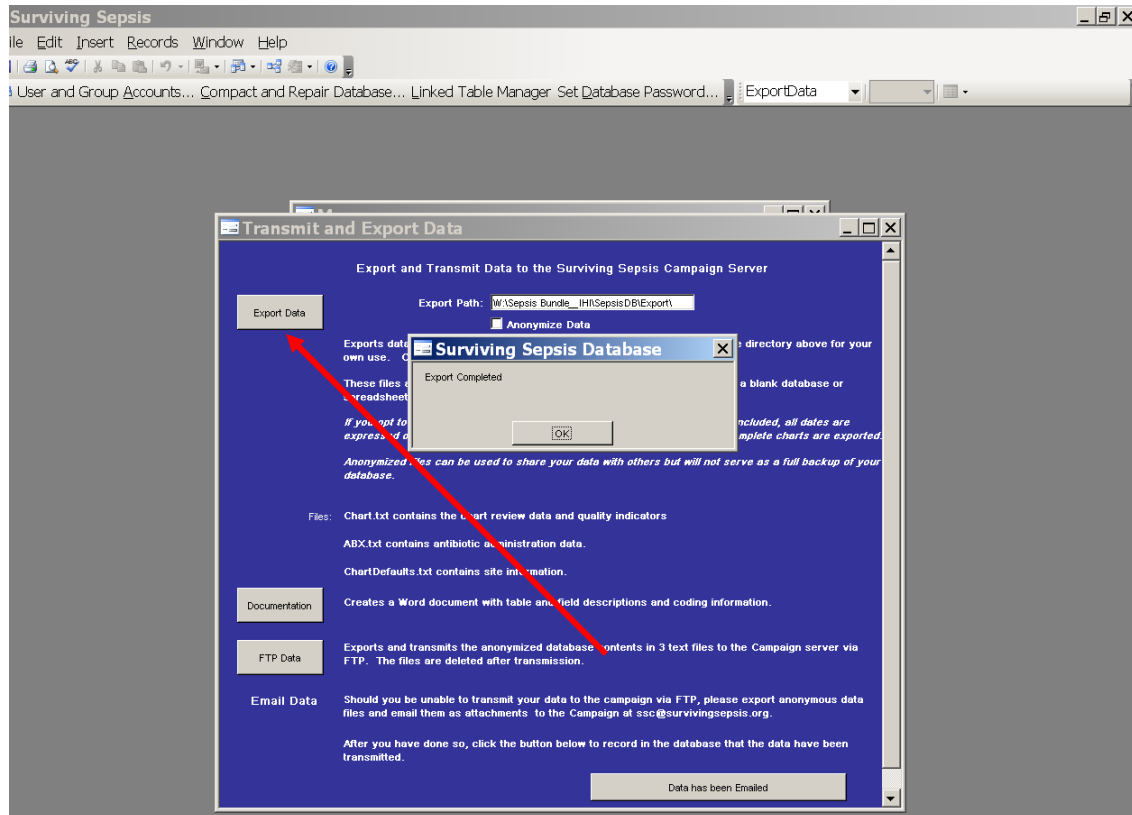 Surviving Sepsis
ile Edit Insert Records Window Help
User and Group Accounts... Compact and Repair Database... Linked Table Manager Set Database Password... ExportData
Transmit and Export Data
Export and Transmit Data to the Surviving Sepsis Campaign Server
Export Data
Export Path: W:\Sepsis Bundle__IHI\SepsisDB\Export\
Anonymize Data
Exports data directory above for your
own use.
Surviving Sepsis Database
Export Completed
OK
These files a blank database or
spreadsheet
If you opt to ncluded, all dates are
expressed mplete charts are exported.
Anonymized files can be used to share your data with others but will not serve as a full backup of your
database.
Files: Chart.txt contains the chart review data and quality indicators
ABX.txt contains antibiotic administration data.
ChartDefaults.txt contains site information.
Documentation Creates a Word document with table and field descriptions and coding information.
FTP Data
Exports and transmits the anonymized database contents in 3 text files to the Campaign server via
FTP. The files are deleted after transmission.
Email Data
Should you be unable to transmit your data to the campaign via FTP, please export anonymous data
files and email them as attachments to the Campaign at ssc@survivingsepsis.org.
After you have done so, click the button below to record in the database that the data have been
transmitted.
Data has been Emailed